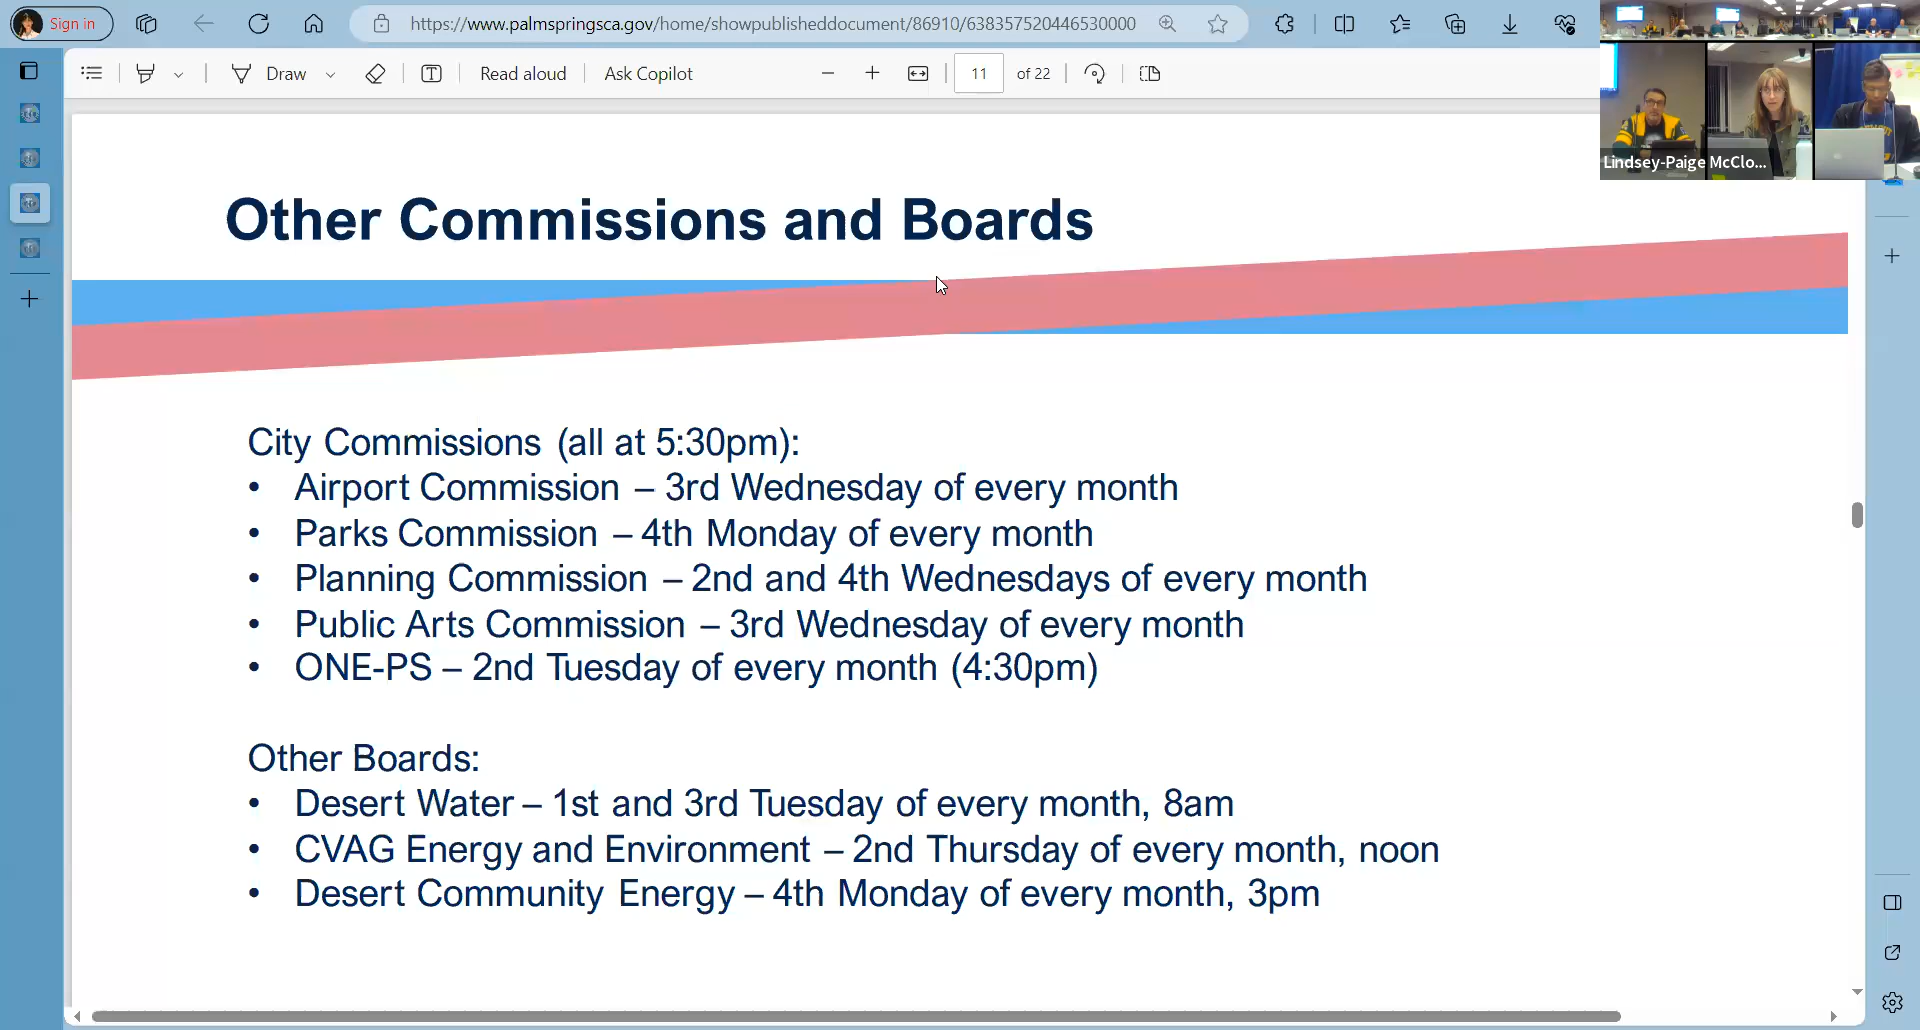 Sign in
https://www.palmspringsca.gov/home/showpublisheddocument/86910/638357520446530000
Draw
Read aloud
Ask Copilot
11
of 22
Lindsey-Paige McClo...
Other Commissions and Boards
City Commissions (all at 5:30pm):
• Airport Commission – 3rd Wednesday of every month
• Parks Commission – 4th Monday of every month
• Planning Commission – 2nd and 4th Wednesdays of every month
• Public Arts Commission – 3rd Wednesday of every month
• ONE-PS – 2nd Tuesday of every month (4:30pm)
Other Boards:
• Desert Water – 1st and 3rd Tuesday of every month, 8am
• CVAG Energy and Environment – 2nd Thursday of every month, noon
• Desert Community Energy – 4th Monday of every month, 3pm